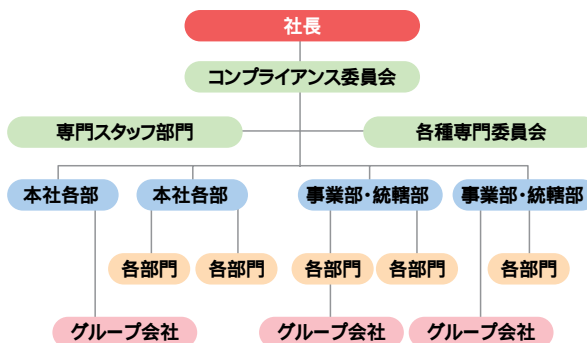 社長
コンプライアンス委員会
専門スタッフ部門
各種専門委員会
本社各部
本社各部
事業部・統轄部
事業部・統轄部
各部門
各部門
各部門
各部門
各部門
グループ会社
グループ会社
グループ会社